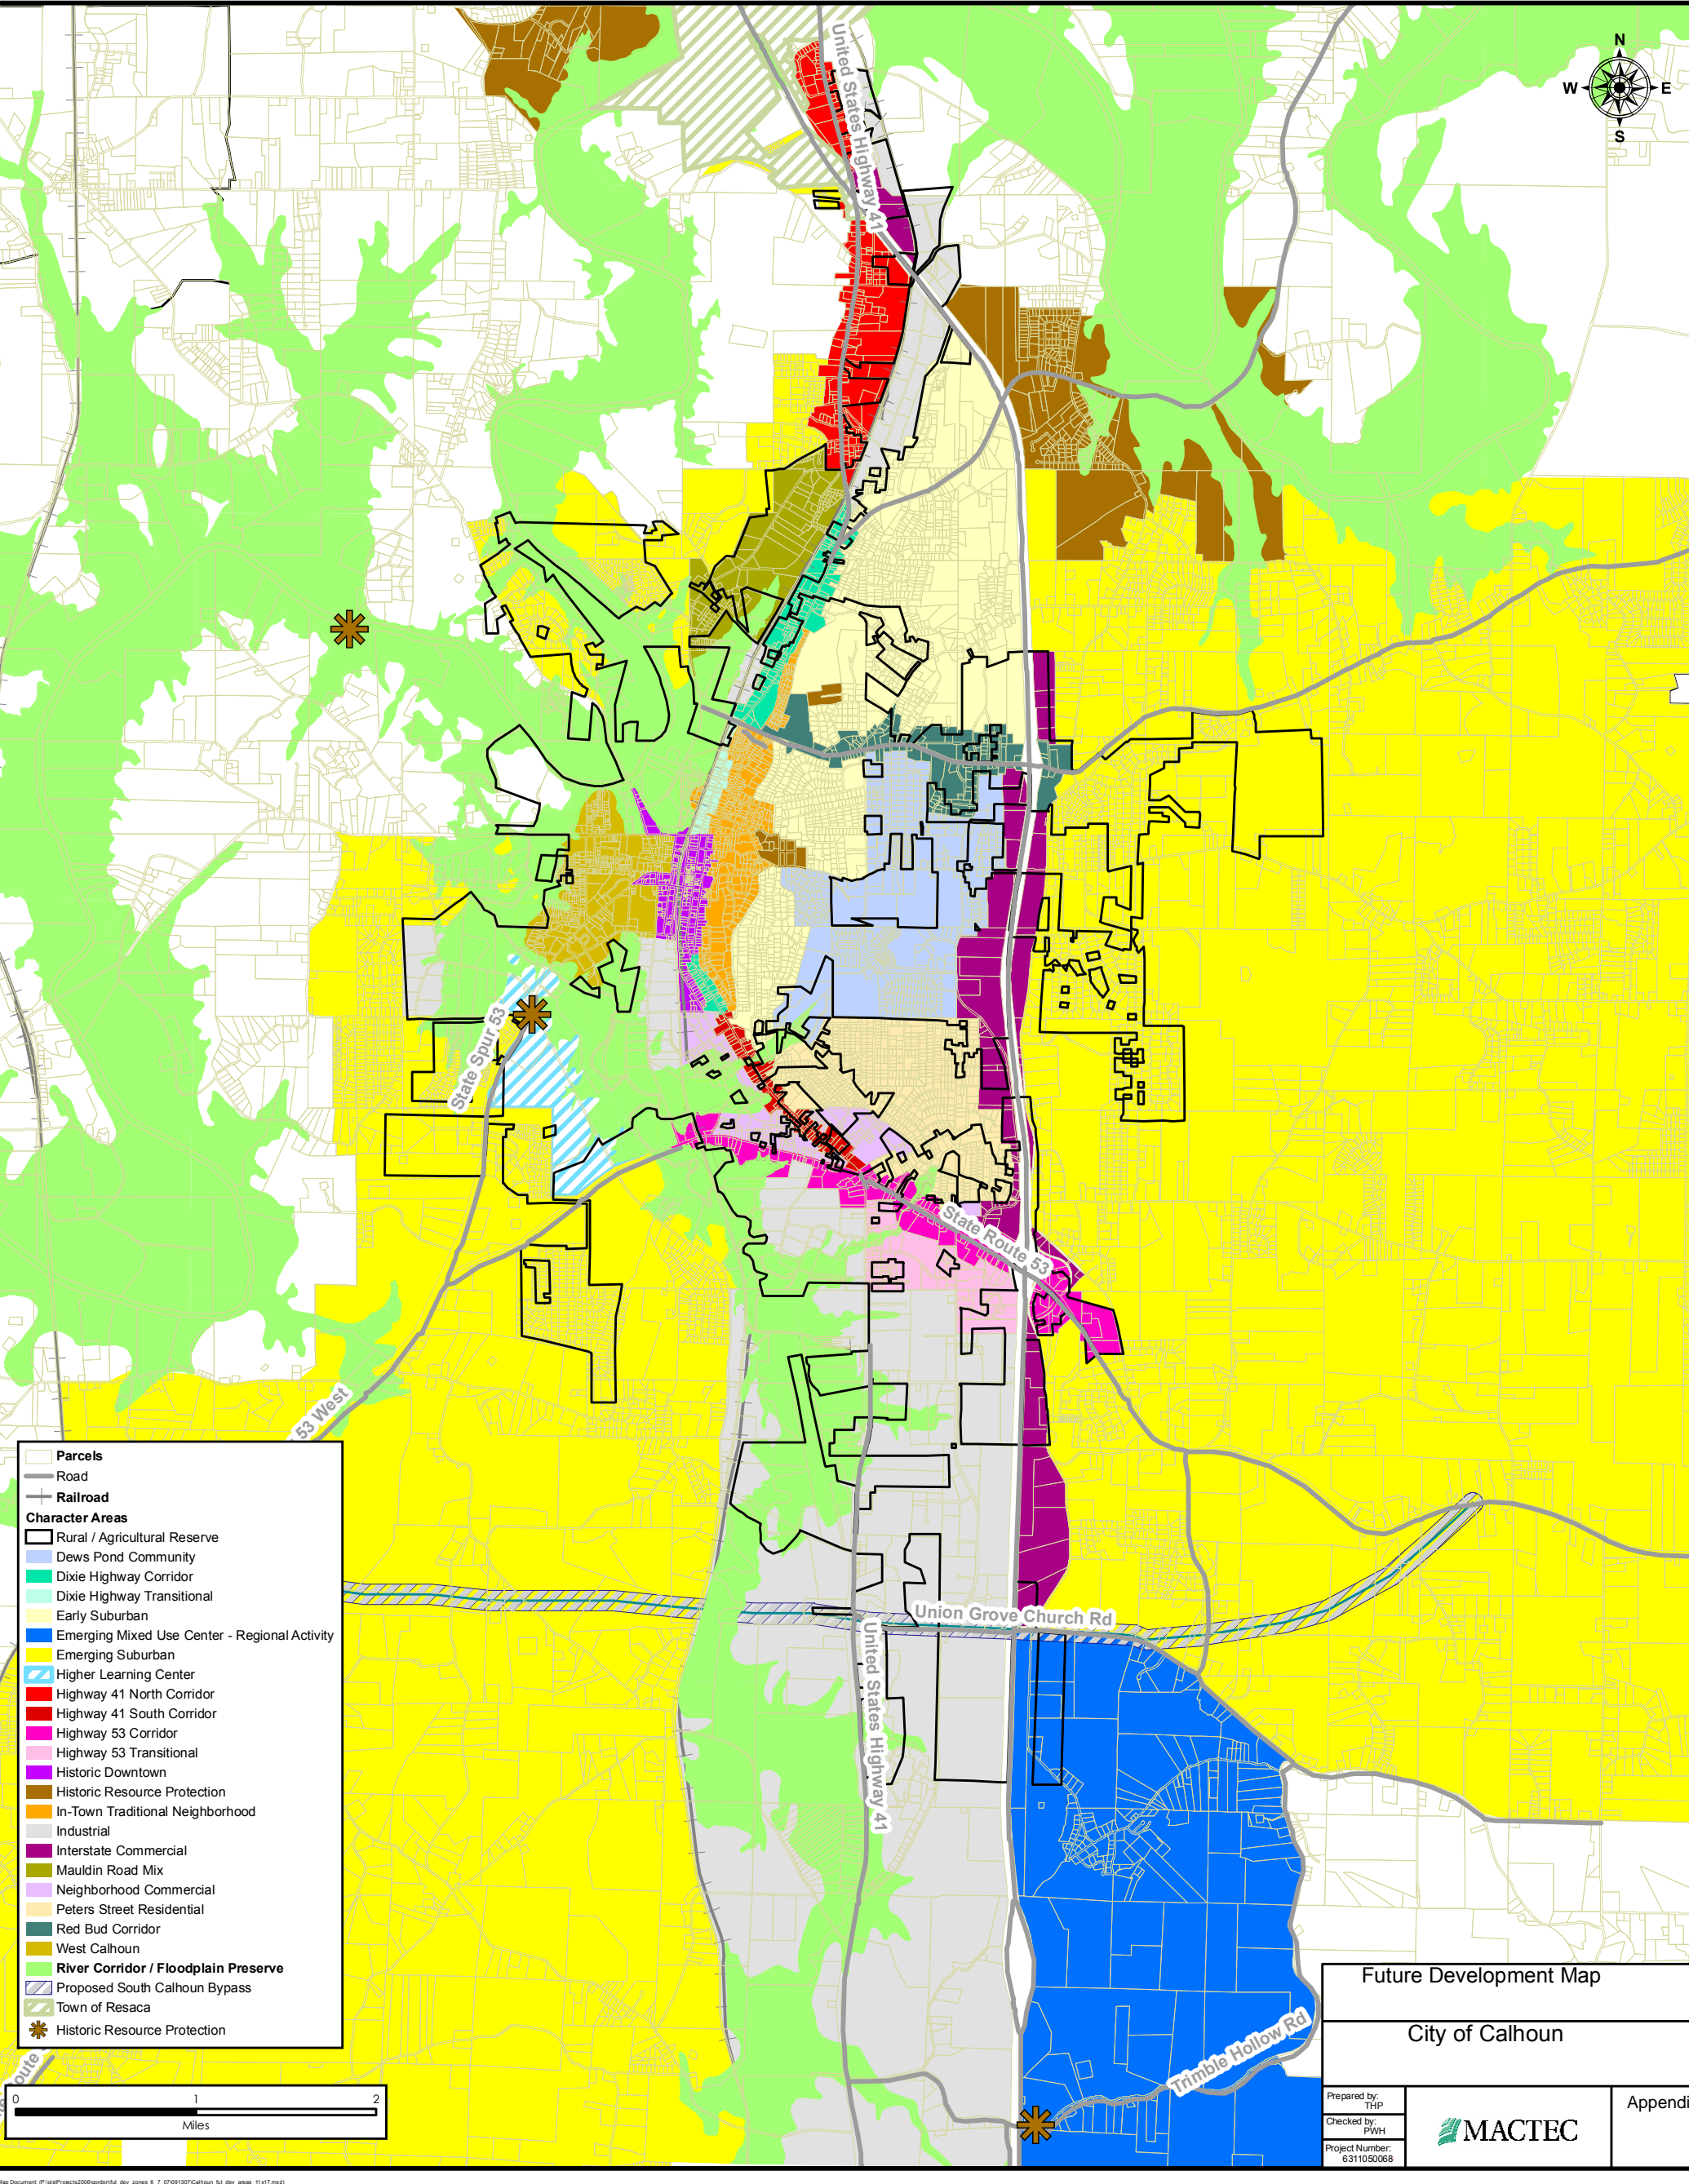 N
W
E
S
United States Highway 41
State Spur 53
State Route 53
53 West
Union Grove Church Rd
United States Highway 41
Trimble Hollow Rd
Parcels
Road
Railroad
Character Areas
Rural / Agricultural Reserve
Dews Pond Community
Dixie Highway Corridor
Dixie Highway Transitional
Early Suburban
Emerging Mixed Use Center - Regional Activity
Emerging Suburban
Higher Learning Center
Highway 41 North Corridor
Highway 41 South Corridor
Highway 53 Corridor
Highway 53 Transitional
Historic Downtown
Historic Resource Protection
In-Town Traditional Neighborhood
Industrial
Interstate Commercial
Mauldin Road Mix
Neighborhood Commercial
Peters Street Residential
Red Bud Corridor
West Calhoun
River Corridor / Floodplain Preserve
Proposed South Calhoun Bypass
Town of Resaca
Historic Resource Protection
0 1 2
Miles
Future Development Map
City of Calhoun
Prepared by:
THP
Checked by:
PWH
Project Number:
6311050068
MACTEC
Appendi